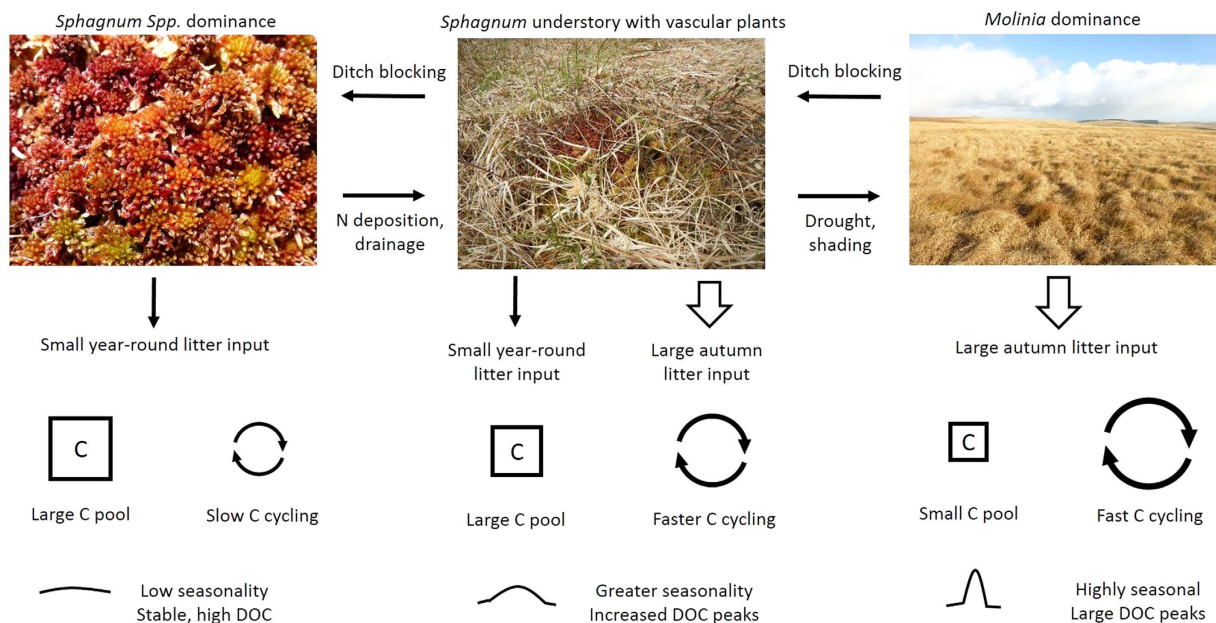 Sphagnum Spp. dominance
Sphagnum understory with vascular plants
Molinia dominance
Ditch blocking
Ditch blocking
N deposition,
drainage
Drought,
shading
Small year-round litter input
Small year-round
litter input
Large autumn
litter input
Large autumn litter input
C
C
C
Large C pool
Slow C cycling
Large C pool
Faster C cycling
Small C pool
Fast C cycling
Low seasonality
Stable, high DOC
Greater seasonality
Increased DOC peaks
Highly seasonal
Large DOC peaks